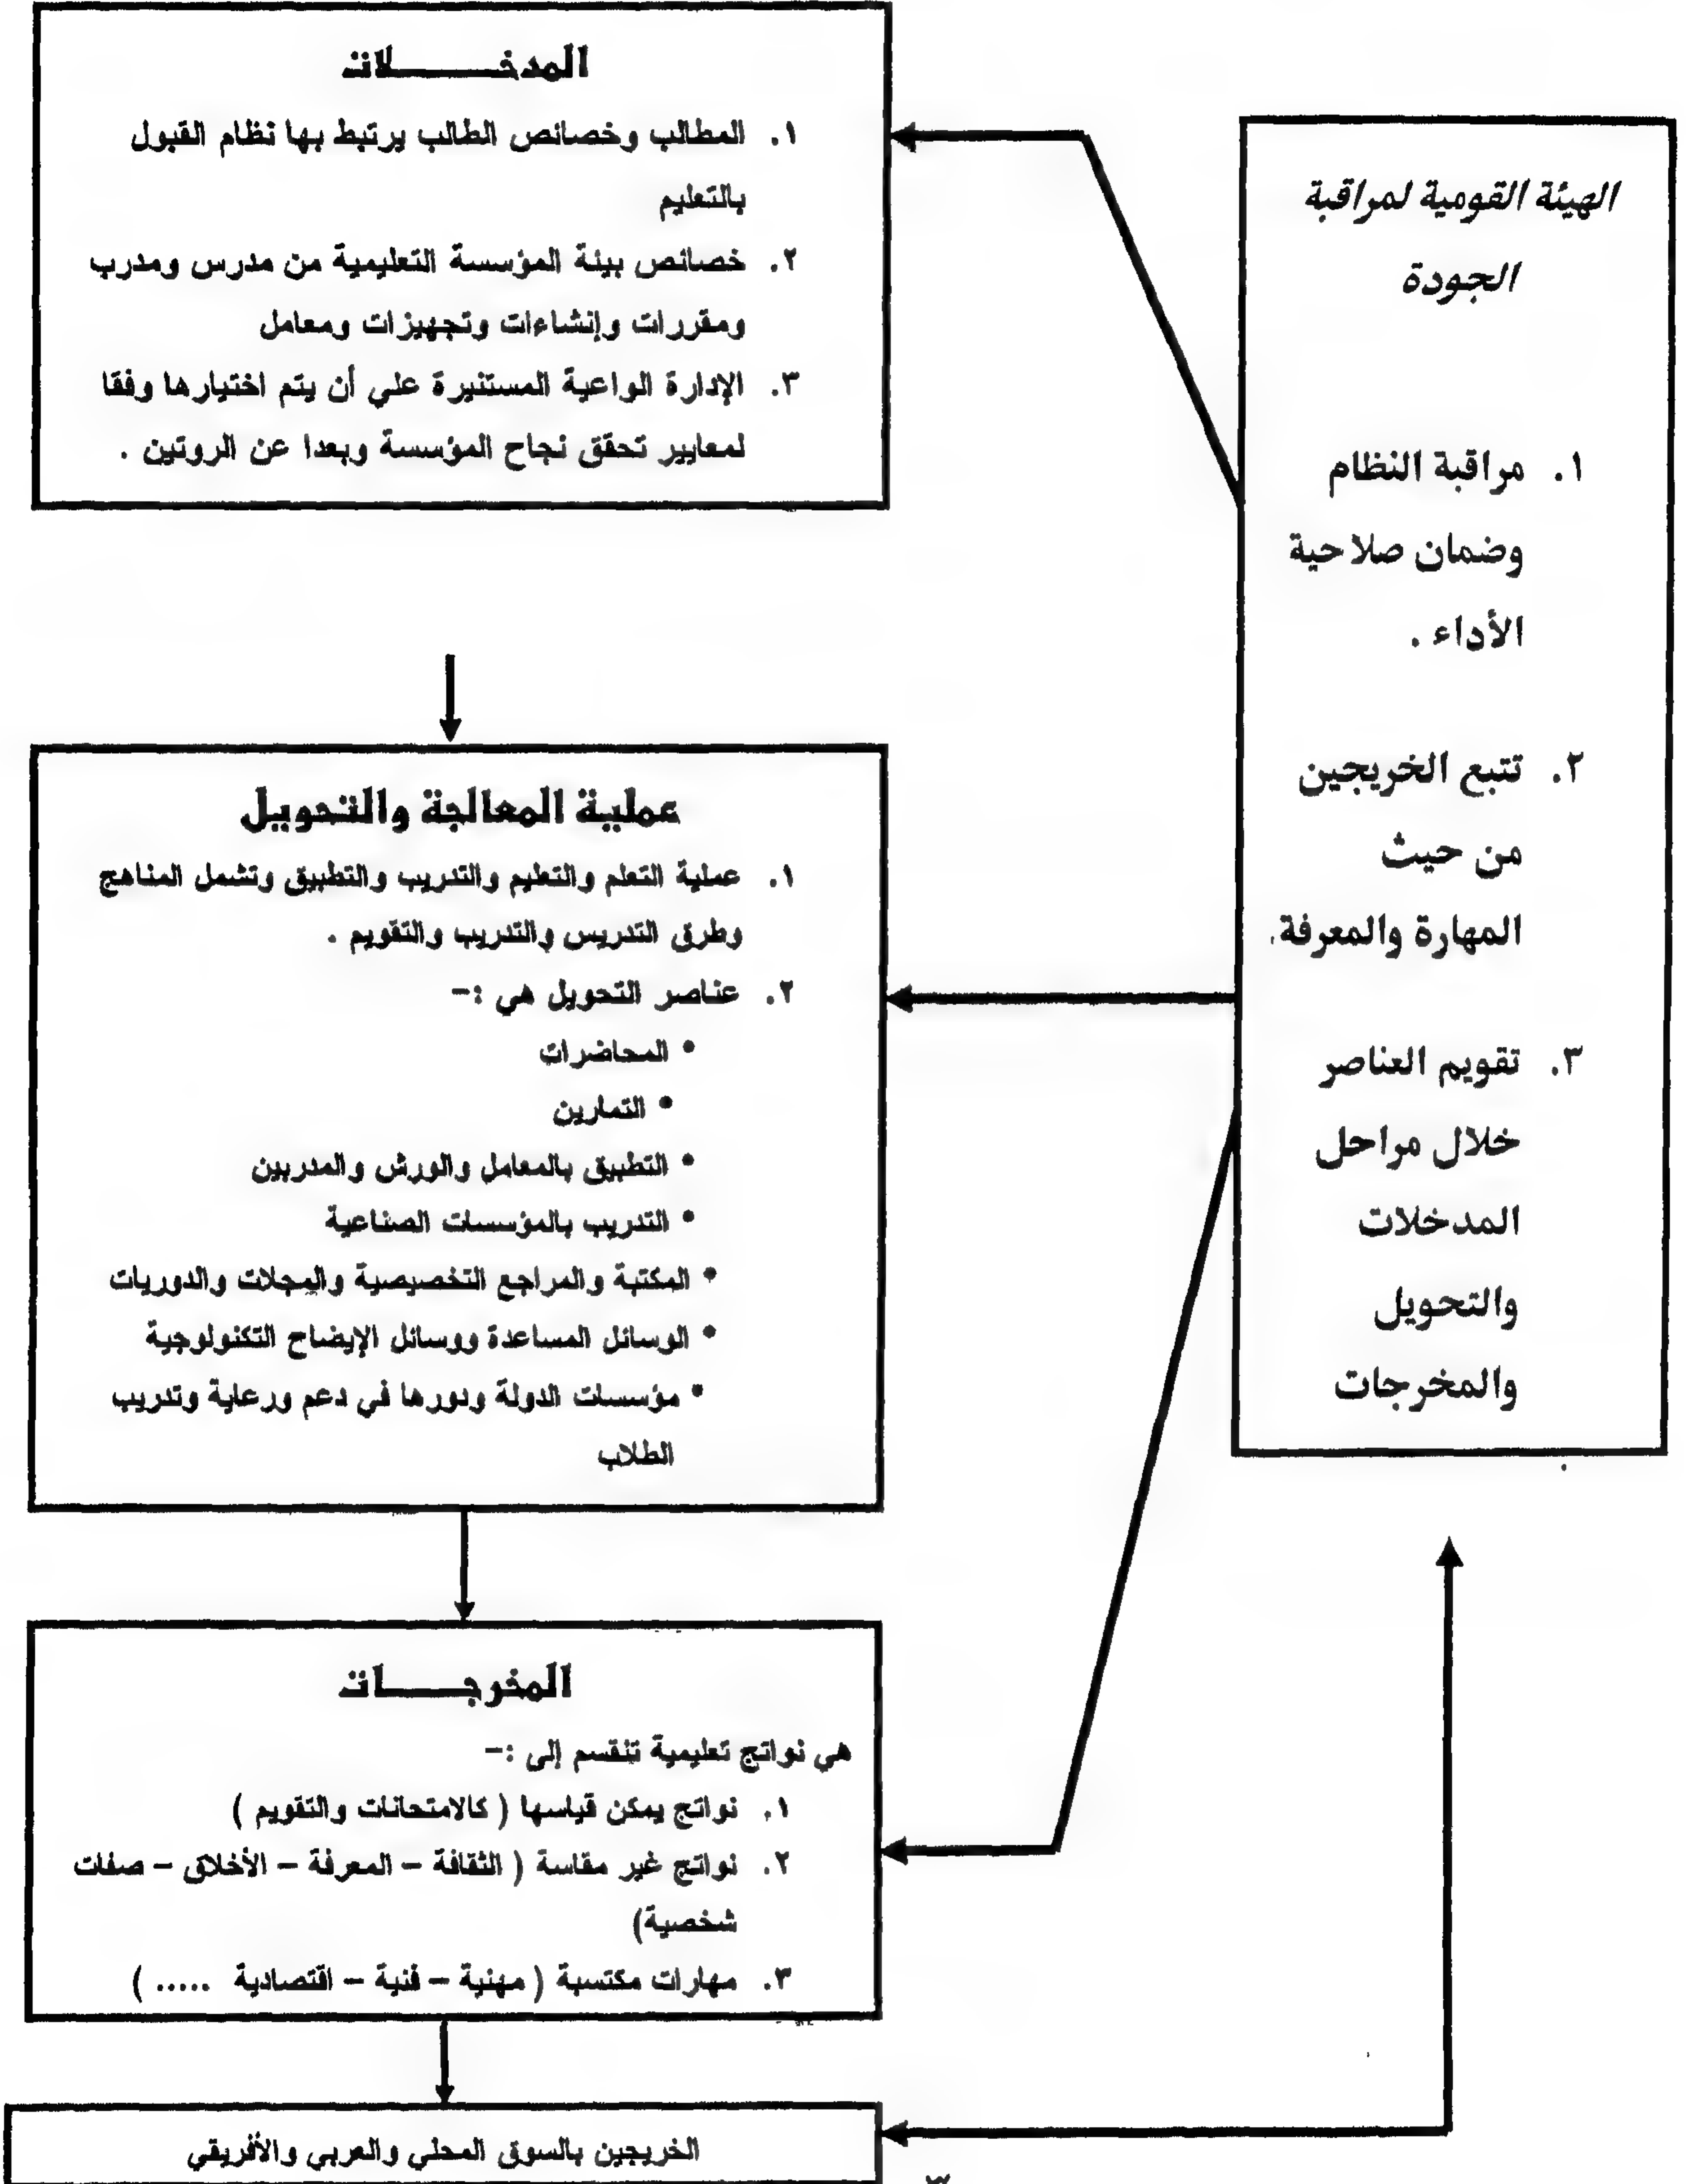 المدخـــــــلات
١. المطالب وخصائص الطالب يرتبط بها نظام القبول
بالتعليم
٢. خصائص بيئة المؤسسة التعليمية من مدرس ومدرب
ومقررات وإنشاءات وتجهيزات ومعامل
٣. الإدارة الواعية المستنيرة علي أن يتم اختيارها وفقا
لمعايير تحقق نجاح المؤسسة وبعدا عن الروتين .
الهيئة القومية لمراقبة
الجودة
١. مراقبة النظام
وضمان صلاحية
الأداء .
٢. تتبع الخريجين
من حيث
المهارة والمعرفة.
٣. تقويم العناصر
خلال مراحل
المدخلات
والتحويل
والمخرجات
.
عملية المعالجة والتحويل
١. عملية التعلم والتعليم والتدريب والتطبيق وتشمل المناهج
وطرق التدريس والتدريب والتقويم .
٢. عناصر التحويل هي :-
• المحاضرات
• التمارين
• التطبيق بالمعامل والورش والمدربين
• التدريب بالمؤسسات الصناعية
• المكتبة والمراجع التخصيصية والمجلات والدوريات
• الوسائل المساعدة ووسائل الإيضاح التكنولوجية
• مؤسسات الدولة ودورها في دعم ورعاية وتدريب
الطلاب
المخرجـــــات
هي نواتج تعليمية تنقسم إلى :-
١. نواتج يمكن قياسها ( كالامتحانات والتقويم )
٢. نواتج غير مقاسة ( الثقافة – المعرفة – الأخلاق – صفات
شخصية)
٣. مهارات مكتسبة ( مهنية – فنية – اقتصادية ..... )
الخريجين بالسوق المحلي والعربي والأفريقي